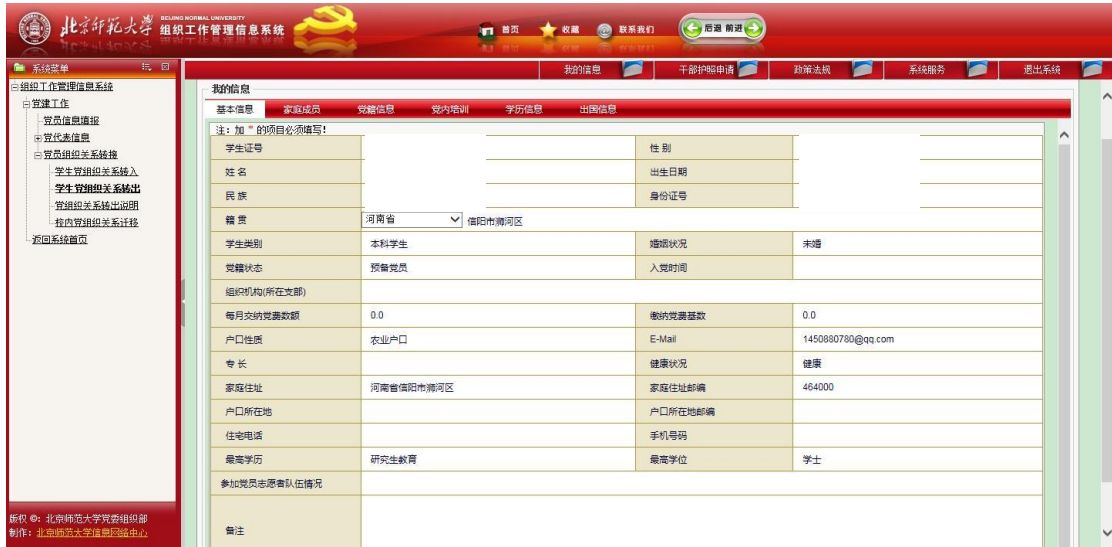 北京师范大学 BEIJING NORMAL UNIVERSITY
组织工作管理信息系统
首页 收藏 联系我们 后退 前进
系统菜单
我的信息 干部护照申请 政策法规 系统服务 退出系统
组织工作管理信息系统
党建工作
党员信息填报
党代表信息
党员组织关系转接
学生党组织关系转入
学生党组织关系转出
党组织关系转出说明
校内党组织关系迁移
返回系统首页
我的信息
基本信息 家庭成员 党籍信息 党内培训 学历信息 出国信息
注：加 * 的项目必须填写！
学生证号 性 别
姓 名 出生日期
民 族 身份证号
籍 贯 河南省 信阳市浉河区
学生类别 本科学生 婚姻状况 未婚
党籍状态 预备党员 入党时间
组织机构(所在支部)
每月交纳党费数额 0.0 缴纳党费基数 0.0
户口性质 农业户口 E-Mail 1450880780@qq.com
专 长 健康状况 健康
家庭住址 河南省信阳市浉河区 家庭住址邮编 464000
户口所在地 户口所在地邮编
住宅电话 手机号码
最高学历 研究生教育 最高学位 学士
参加党员志愿者队伍情况
备注
版权 ©：北京师范大学党委组织部
制作：北京师范大学信息网络中心